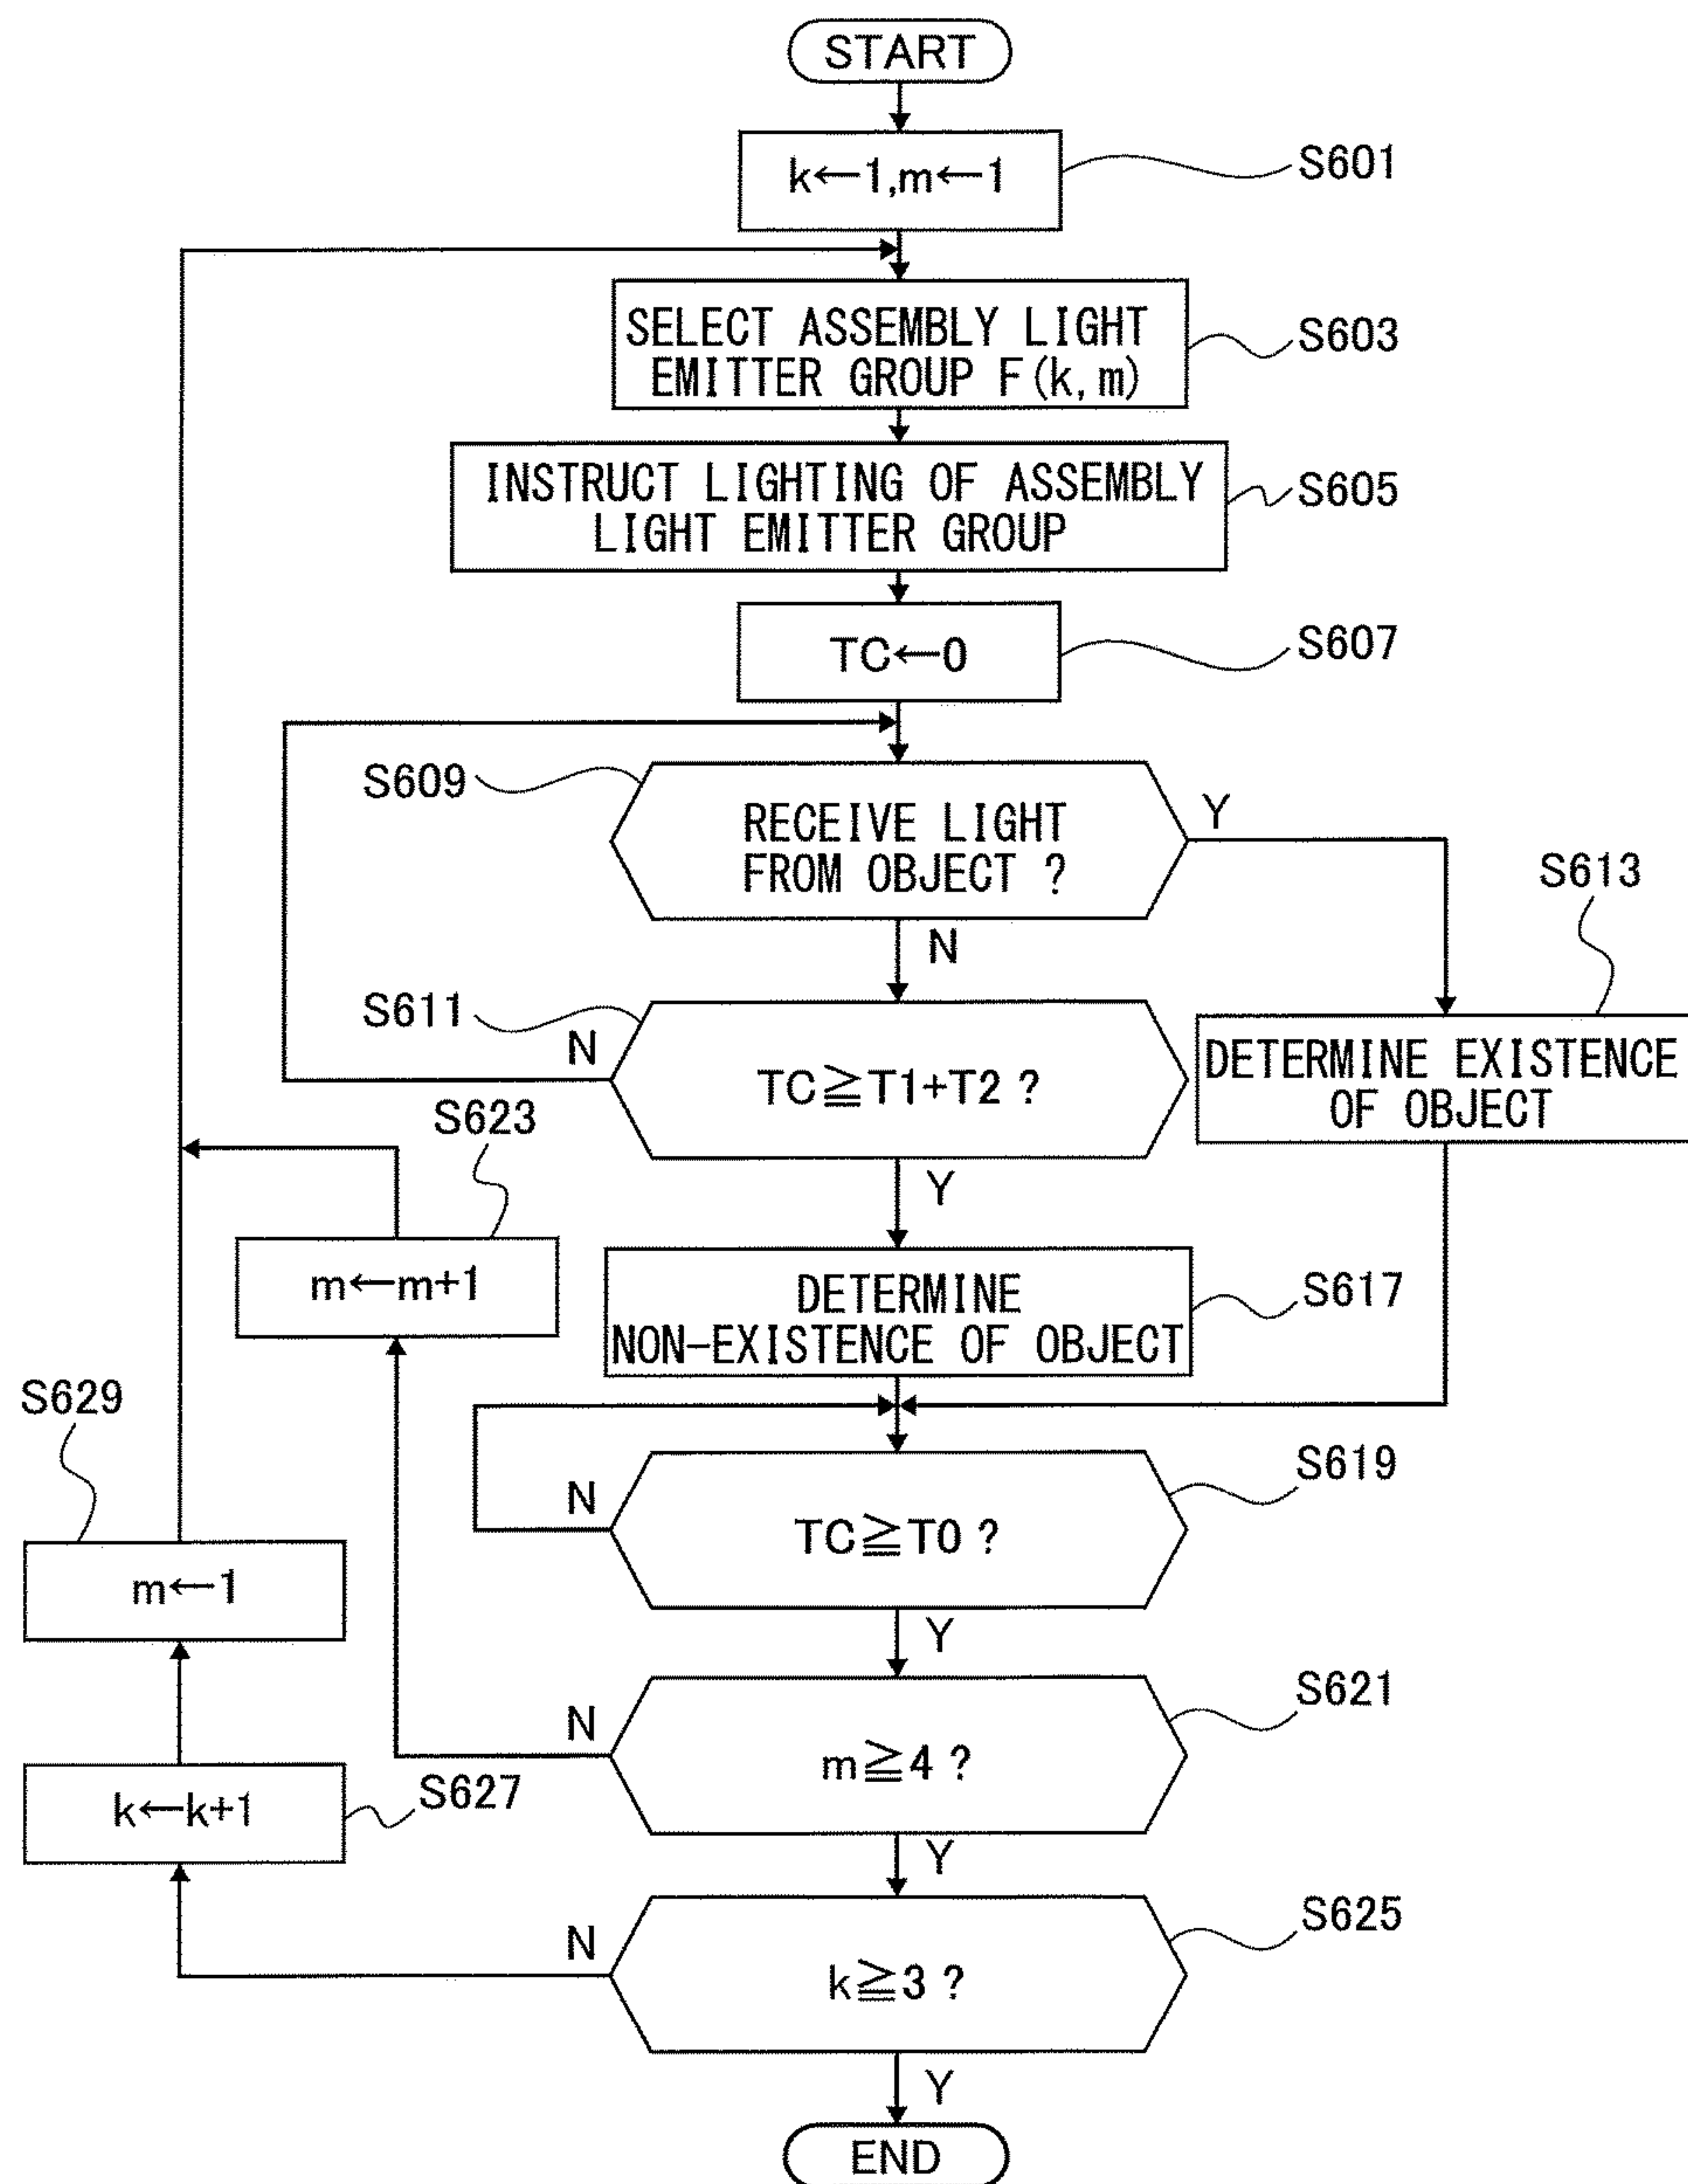 START
k←1,m←1
S601
SELECT ASSEMBLY LIGHT
EMITTER GROUP F(k,m)
S603
INSTRUCT LIGHTING OF ASSEMBLY
LIGHT EMITTER GROUP
S605
TC←0
S607
S609
RECEIVE LIGHT
FROM OBJECT ?
Y
N
S613
DETERMINE EXISTENCE
OF OBJECT
S611
N
TC≧T1+T2 ?
Y
S623
m←m+1
DETERMINE
NON-EXISTENCE OF OBJECT
S617
S629
m←1
N
TC≧T0 ?
S619
Y
N
m≧4 ?
S621
Y
k←k+1
S627
N
k≧3 ?
S625
Y
END